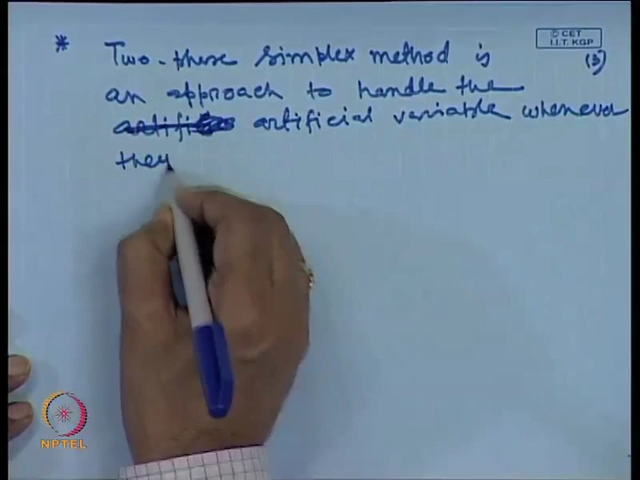 * Two-phase simplex method is
© CET
I.I.T. KGP
(3)
an approach to handle the
artificial variable whenever
they
NPTEL